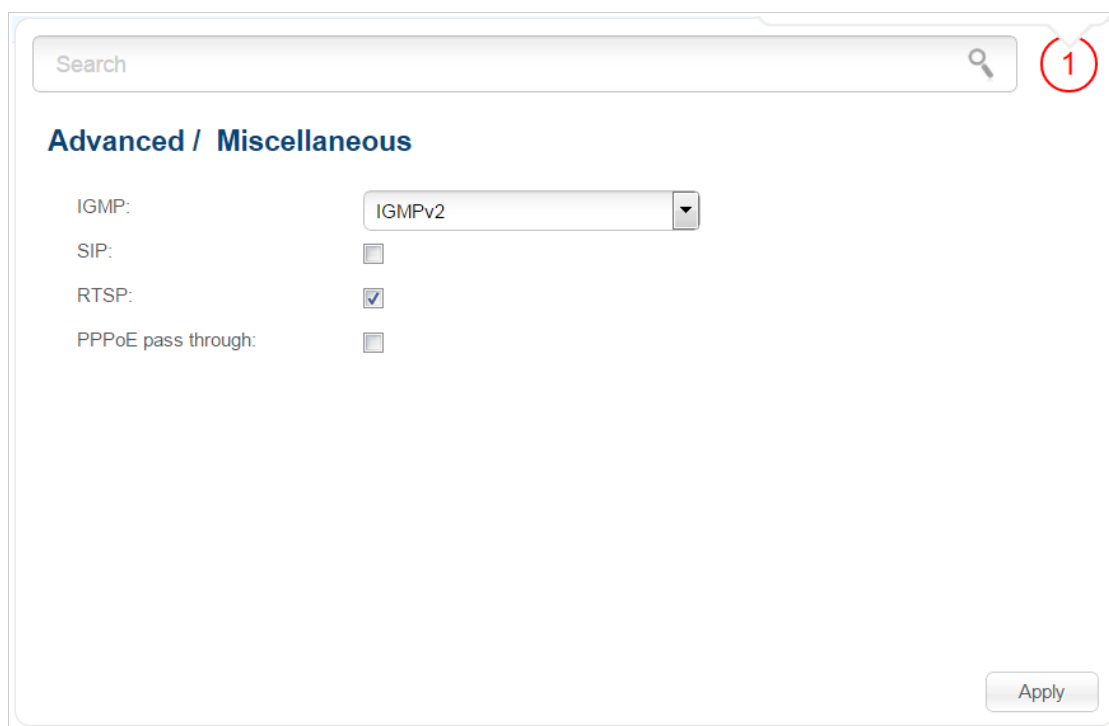 Search
1
Advanced / Miscellaneous
IGMP:
IGMPv2
SIP:
RTSP:
PPPoE pass through:
Apply